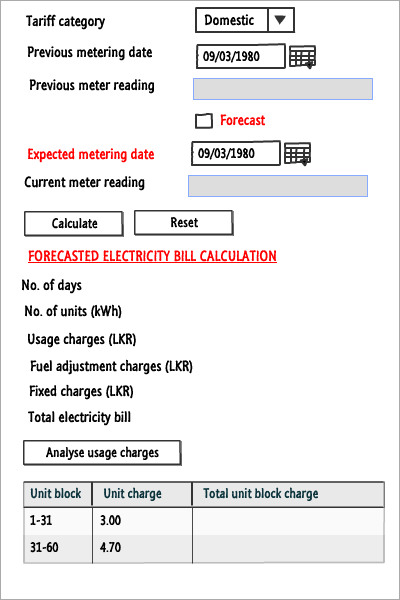 Tariff category Domestic
Previous metering date 09/03/1980
Previous meter reading
Forecast
Expected metering date 09/03/1980
Current meter reading
Calculate Reset
FORECASTED ELECTRICITY BILL CALCULATION
No. of days
No. of units (kWh)
Usage charges (LKR)
Fuel adjustment charges (LKR)
Fixed charges (LKR)
Total electricity bill
Analyse usage charges
Unit block Unit charge Total unit block charge
1-31 3.00
31-60 4.70